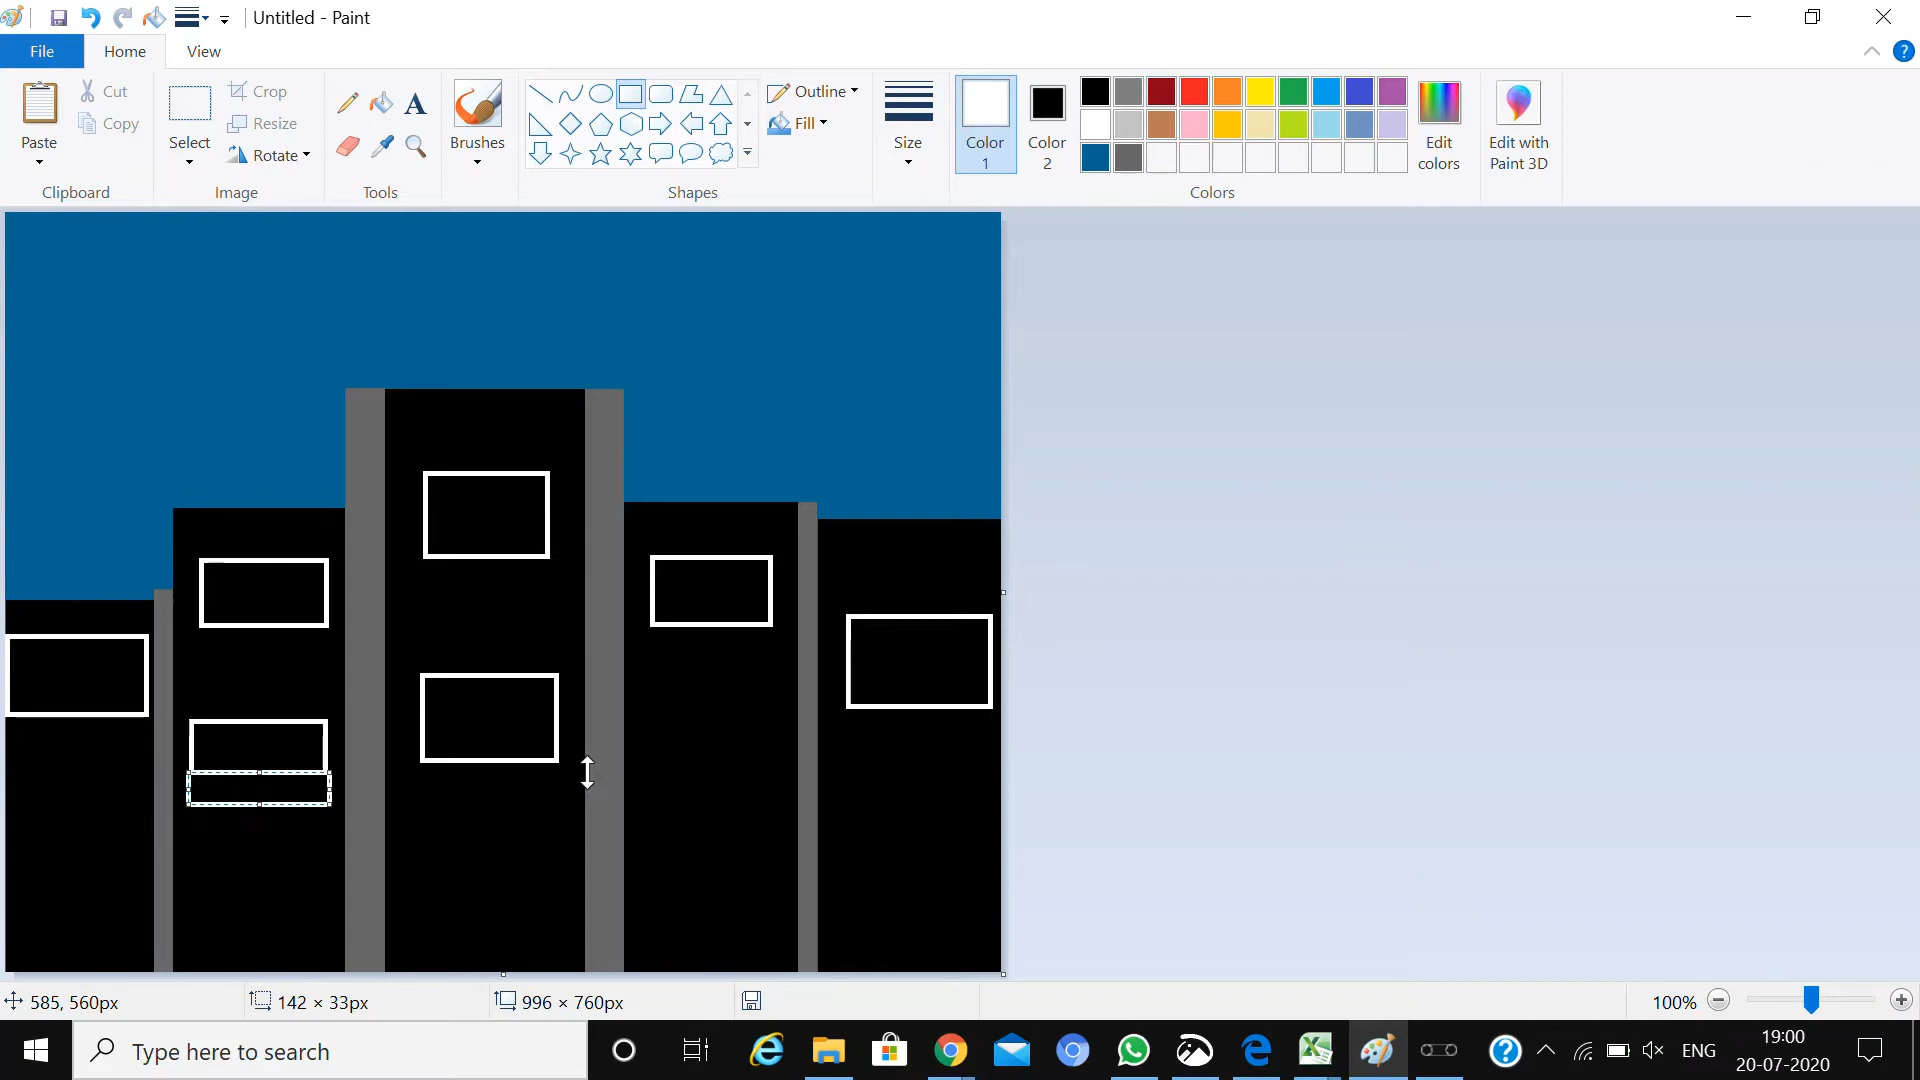 Untitled - Paint
File Home View
Paste
Cut
Copy
Clipboard
Select
Crop
Resize
Rotate
Image
A
Tools
Brushes
Shapes
Outline
Fill
Size
Color 1
Color 2
Colors
Edit colors
Edit with Paint 3D
?
585, 560px
142 × 33px
996 × 760px
100%
Type here to search
ENG
19:00
20-07-2020